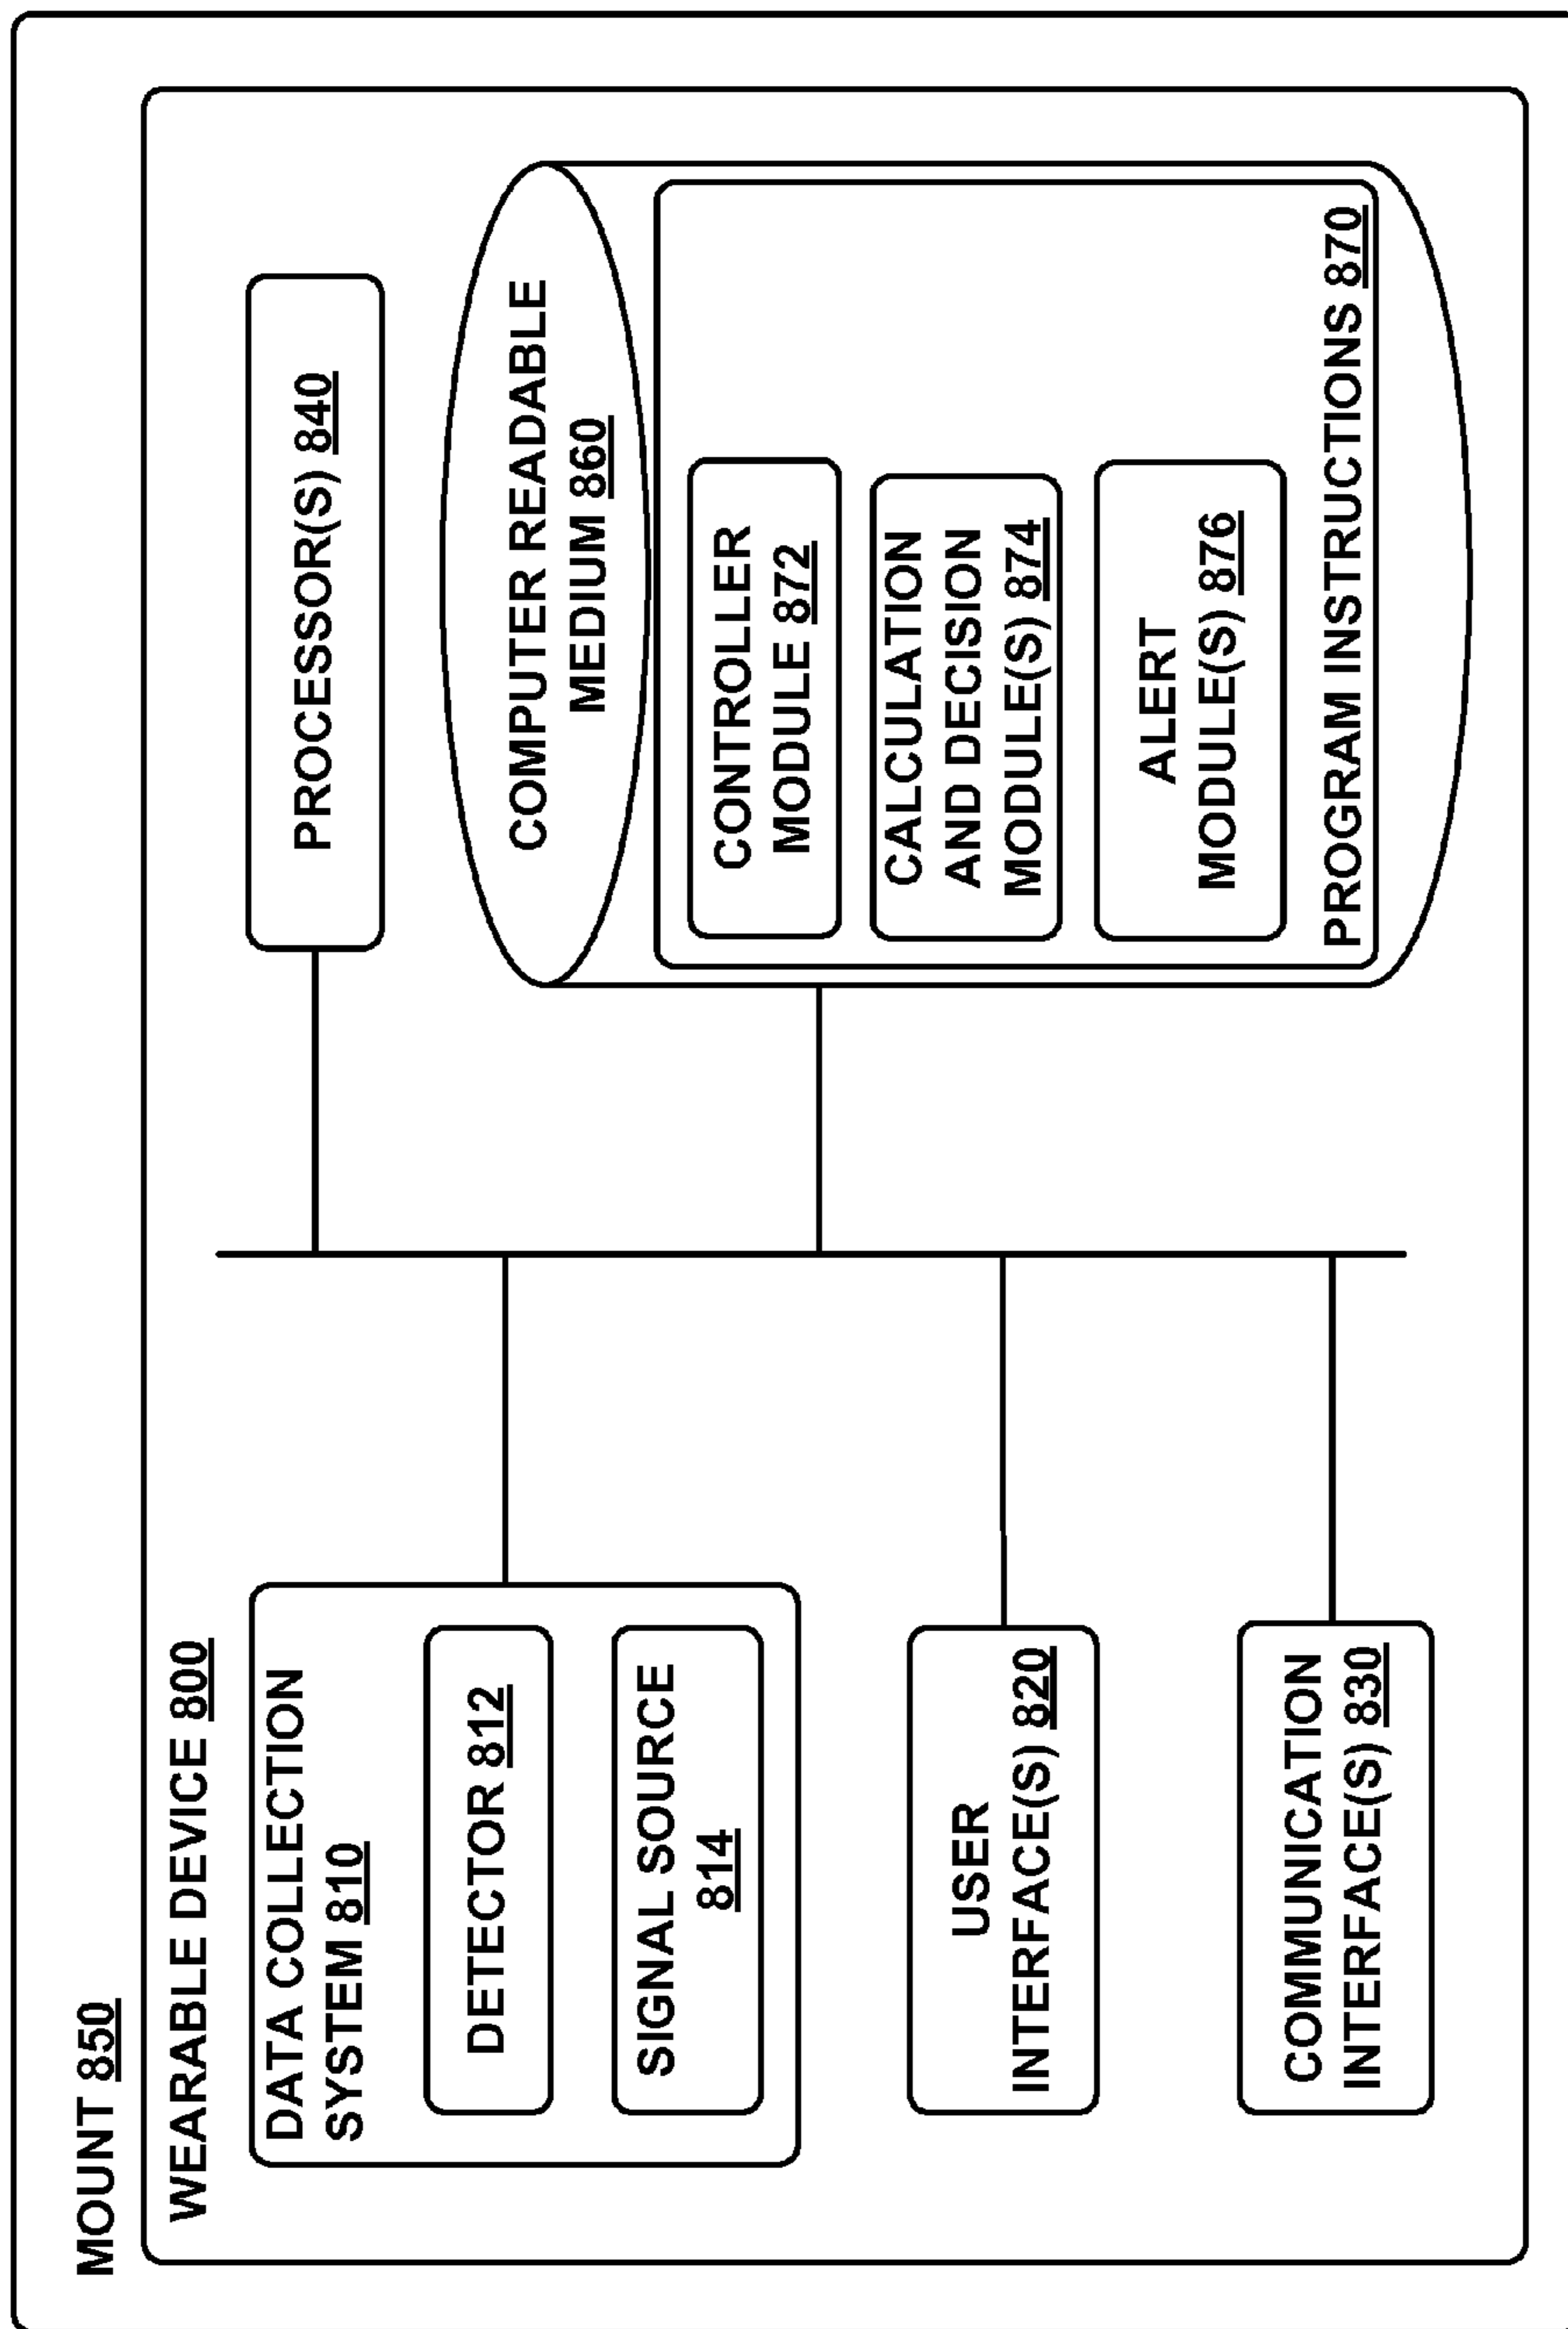 MOUNT 850
WEARABLE DEVICE 800
DATA COLLECTION
SYSTEM 810
DETECTOR 812
SIGNAL SOURCE
814
USER
INTERFACE(S) 820
COMMUNICATION
INTERFACE(S) 830
PROCESSOR(S) 840
COMPUTER READABLE
MEDIUM 860
CONTROLLER
MODULE 872
CALCULATION
AND DECISION
MODULE(S) 874
ALERT
MODULE(S) 876
PROGRAM INSTRUCTIONS 870